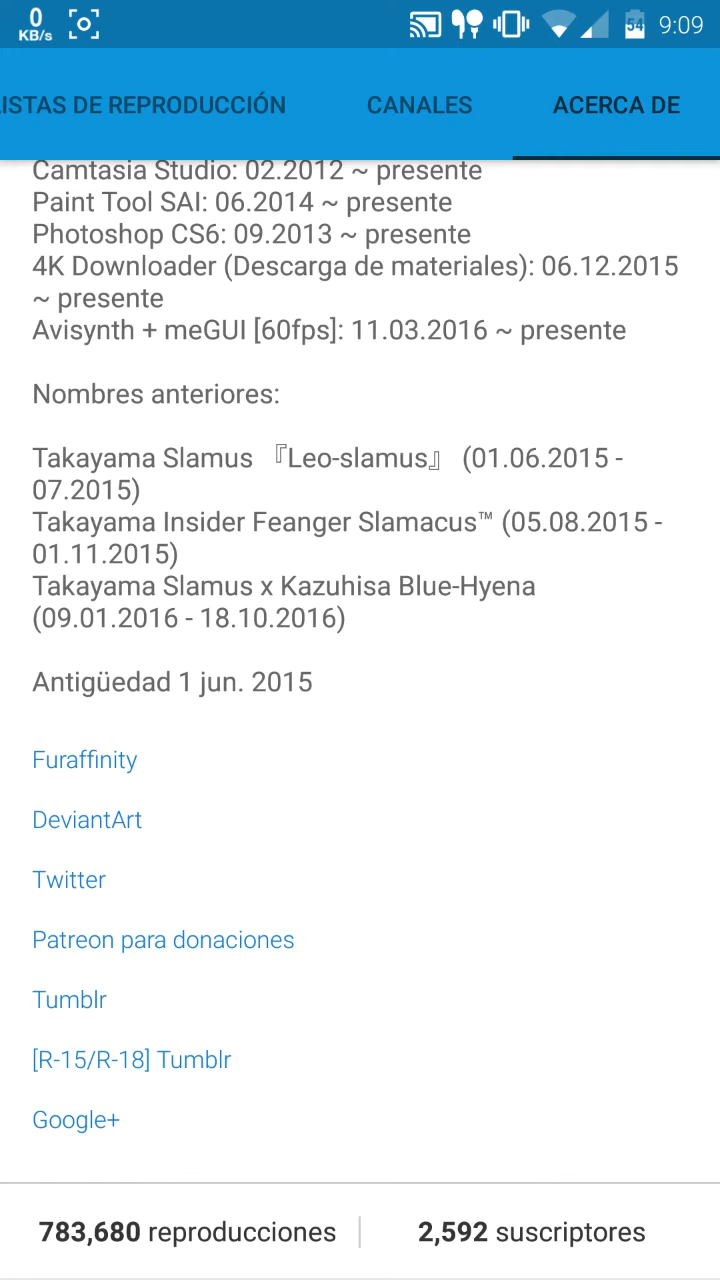 0
KB/s
54
9:09
ISTAS DE REPRODUCCIÓN
CANALES
ACERCA DE
Camtasia Studio: 02.2012 ~ presente
Paint Tool SAI: 06.2014 ~ presente
Photoshop CS6: 09.2013 ~ presente
4K Downloader (Descarga de materiales): 06.12.2015
~ presente
Avisynth + meGUI [60fps]: 11.03.2016 ~ presente
Nombres anteriores:
Takayama Slamus 『Leo-slamus』 (01.06.2015 -
07.2015)
Takayama Insider Feanger Slamacus™ (05.08.2015 -
01.11.2015)
Takayama Slamus x Kazuhisa Blue-Hyena
(09.01.2016 - 18.10.2016)
Antigüedad 1 jun. 2015
Furaffinity
DeviantArt
Twitter
Patreon para donaciones
Tumblr
[R-15/R-18] Tumblr
Google+
783,680 reproducciones
2,592 suscriptores